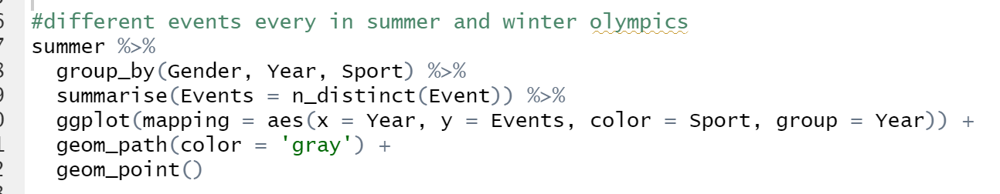 #different events every in summer and winter olympics
summer %>%
group_by(Gender, Year, Sport) %>%
summarise(Events = n_distinct(Event)) %>%
ggplot(mapping = aes(x = Year, y = Events, color = Sport, group = Year)) +
geom_path(color = 'gray') +
geom_point()